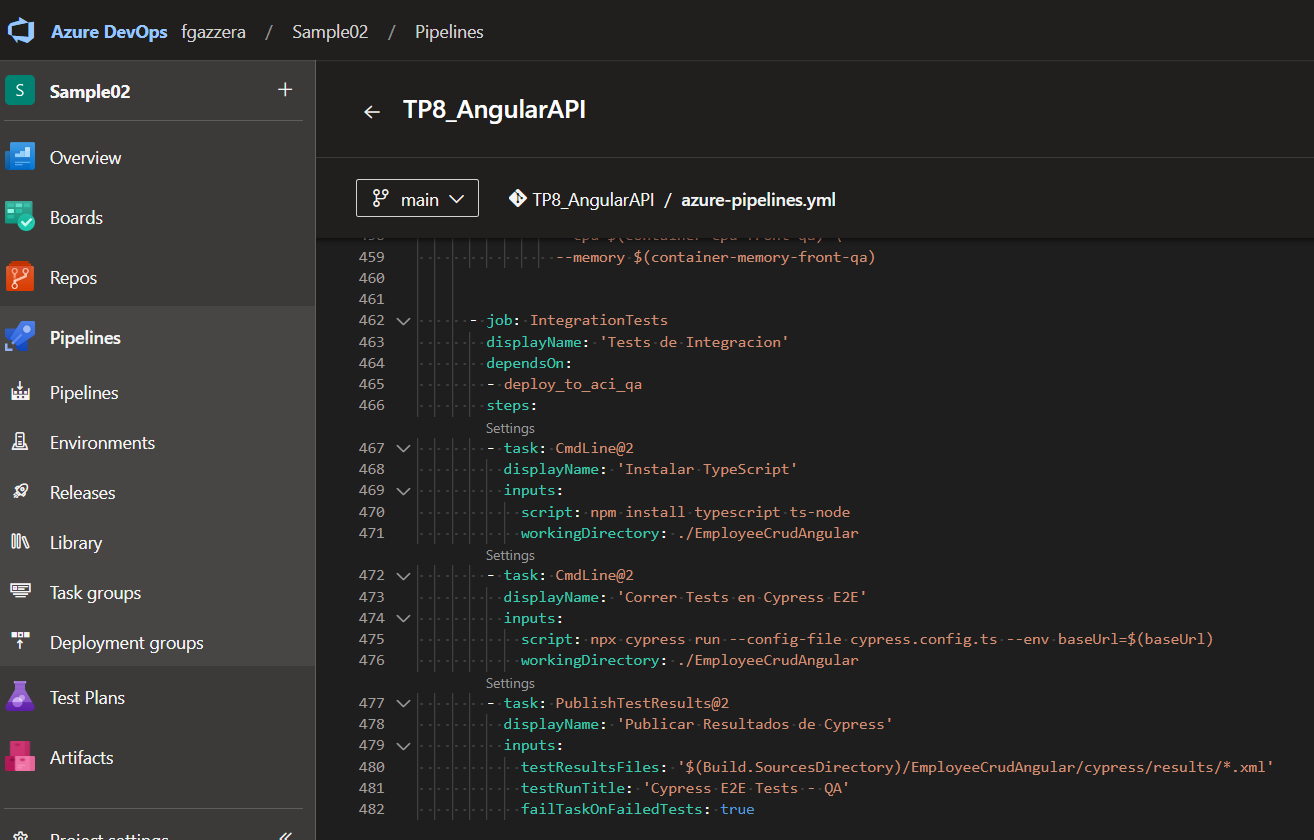 Azure DevOps fgazzera / Sample02 / Pipelines
S Sample02 +
Overview
Boards
Repos
Pipelines
Pipelines
Environments
Releases
Library
Task groups
Deployment groups
Test Plans
Artifacts
Project settings
TP8_AngularAPI
main
TP8_AngularAPI / azure-pipelines.yml
459 --memory $(container-memory-front-qa)
460
461
462 - job: IntegrationTests
463 displayName: 'Tests de Integracion'
464 dependsOn:
465 - deploy_to_aci_qa
466 steps:
Settings
467 - task: CmdLine@2
468 displayName: 'Instalar TypeScript'
469 inputs:
470 script: npm install typescript ts-node
471 workingDirectory: ./EmployeeCrudAngular
Settings
472 - task: CmdLine@2
473 displayName: 'Correr Tests en Cypress E2E'
474 inputs:
475 script: npx cypress run --config-file cypress.config.ts --env baseUrl=$(baseUrl)
476 workingDirectory: ./EmployeeCrudAngular
Settings
477 - task: PublishTestResults@2
478 displayName: 'Publicar Resultados de Cypress'
479 inputs:
480 testResultsFiles: '$(Build.SourcesDirectory)/EmployeeCrudAngular/cypress/results/*.xml'
481 testRunTitle: 'Cypress E2E Tests - QA'
482 failTaskOnFailedTests: true